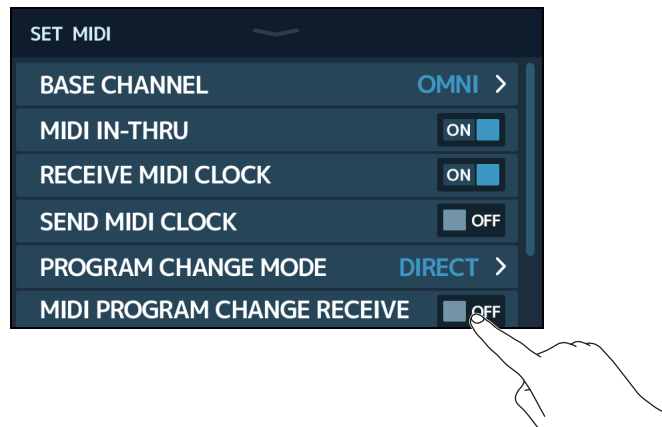 SET MIDI
BASE CHANNEL OMNI >
MIDI IN-THRU ON
RECEIVE MIDI CLOCK ON
SEND MIDI CLOCK OFF
PROGRAM CHANGE MODE DIRECT >
MIDI PROGRAM CHANGE RECEIVE OFF